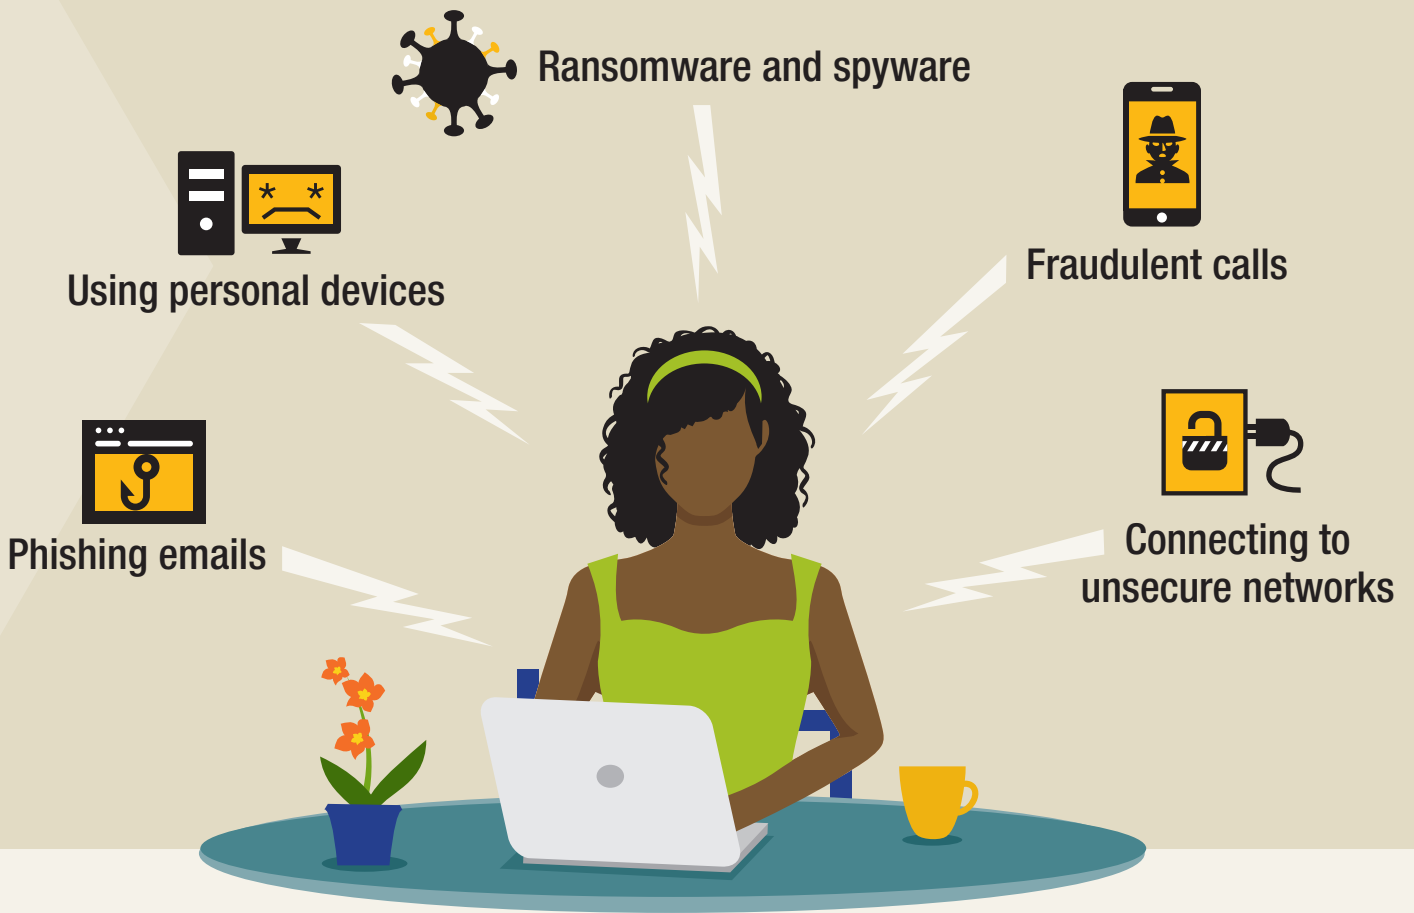 Ransomware and spyware
Using personal devices
Fraudulent calls
Phishing emails
Connecting to
unsecure networks